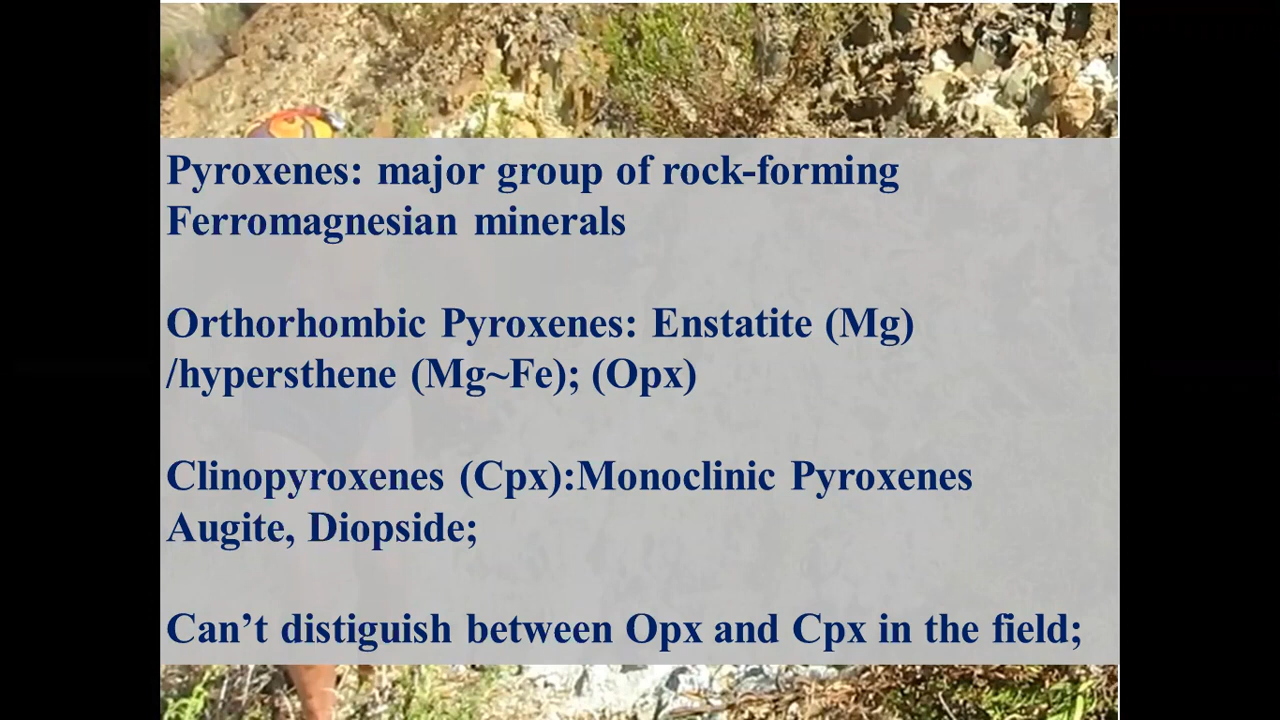 Pyroxenes: major group of rock-forming
Ferromagnesian minerals
Orthorhombic Pyroxenes: Enstatite (Mg)
/hypersthene (Mg~Fe); (Opx)
Clinopyroxenes (Cpx):Monoclinic Pyroxenes
Augite, Diopside;
Can’t distiguish between Opx and Cpx in the field;